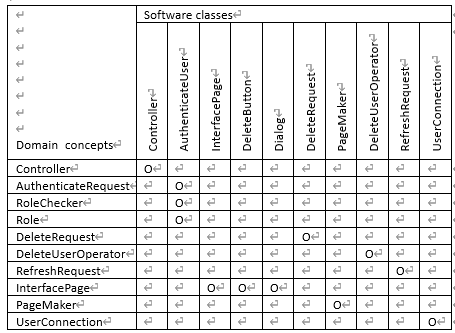 Software classes
Domain concepts
Controller
AuthenticateUser
InterfacePage
DeleteButton
Dialog
DeleteRequest
PageMaker
DeleteUserOperator
RefreshRequest
UserConnection
Controller O
AuthenticateRequest O
RoleChecker O
Role O
DeleteRequest O
DeleteUserOperator O
RefreshRequest O
InterfacePage O O O
PageMaker O
UserConnection O